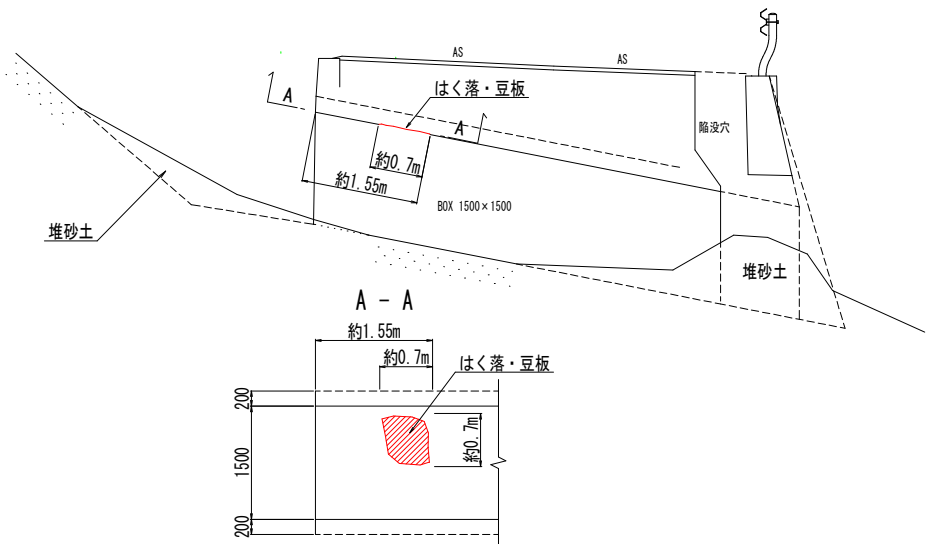 AS
AS
A
はく落・豆板
A
陥没穴
約0.7m
約1.55m
BOX 1500×1500
堆砂土
堆砂土
A - A
約1.55m
約0.7m
はく落・豆板
200
約0.7m
1500
200